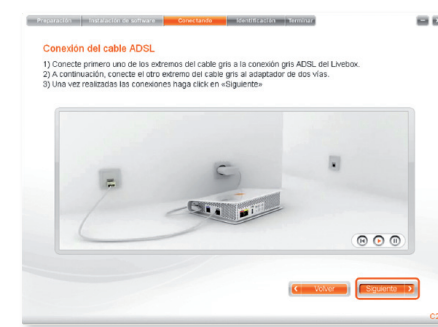 Preparación Instalación de software Conectando Identificación Terminar
Conexión del cable ADSL
1) Conecte primero uno de los extremos del cable gris a la conexión gris ADSL del Livebox.
2) A continuación, conecte el otro extremo del cable gris al adaptador de dos vías.
3) Una vez realizadas las conexiones haga click en «Siguiente»
Volver Siguiente